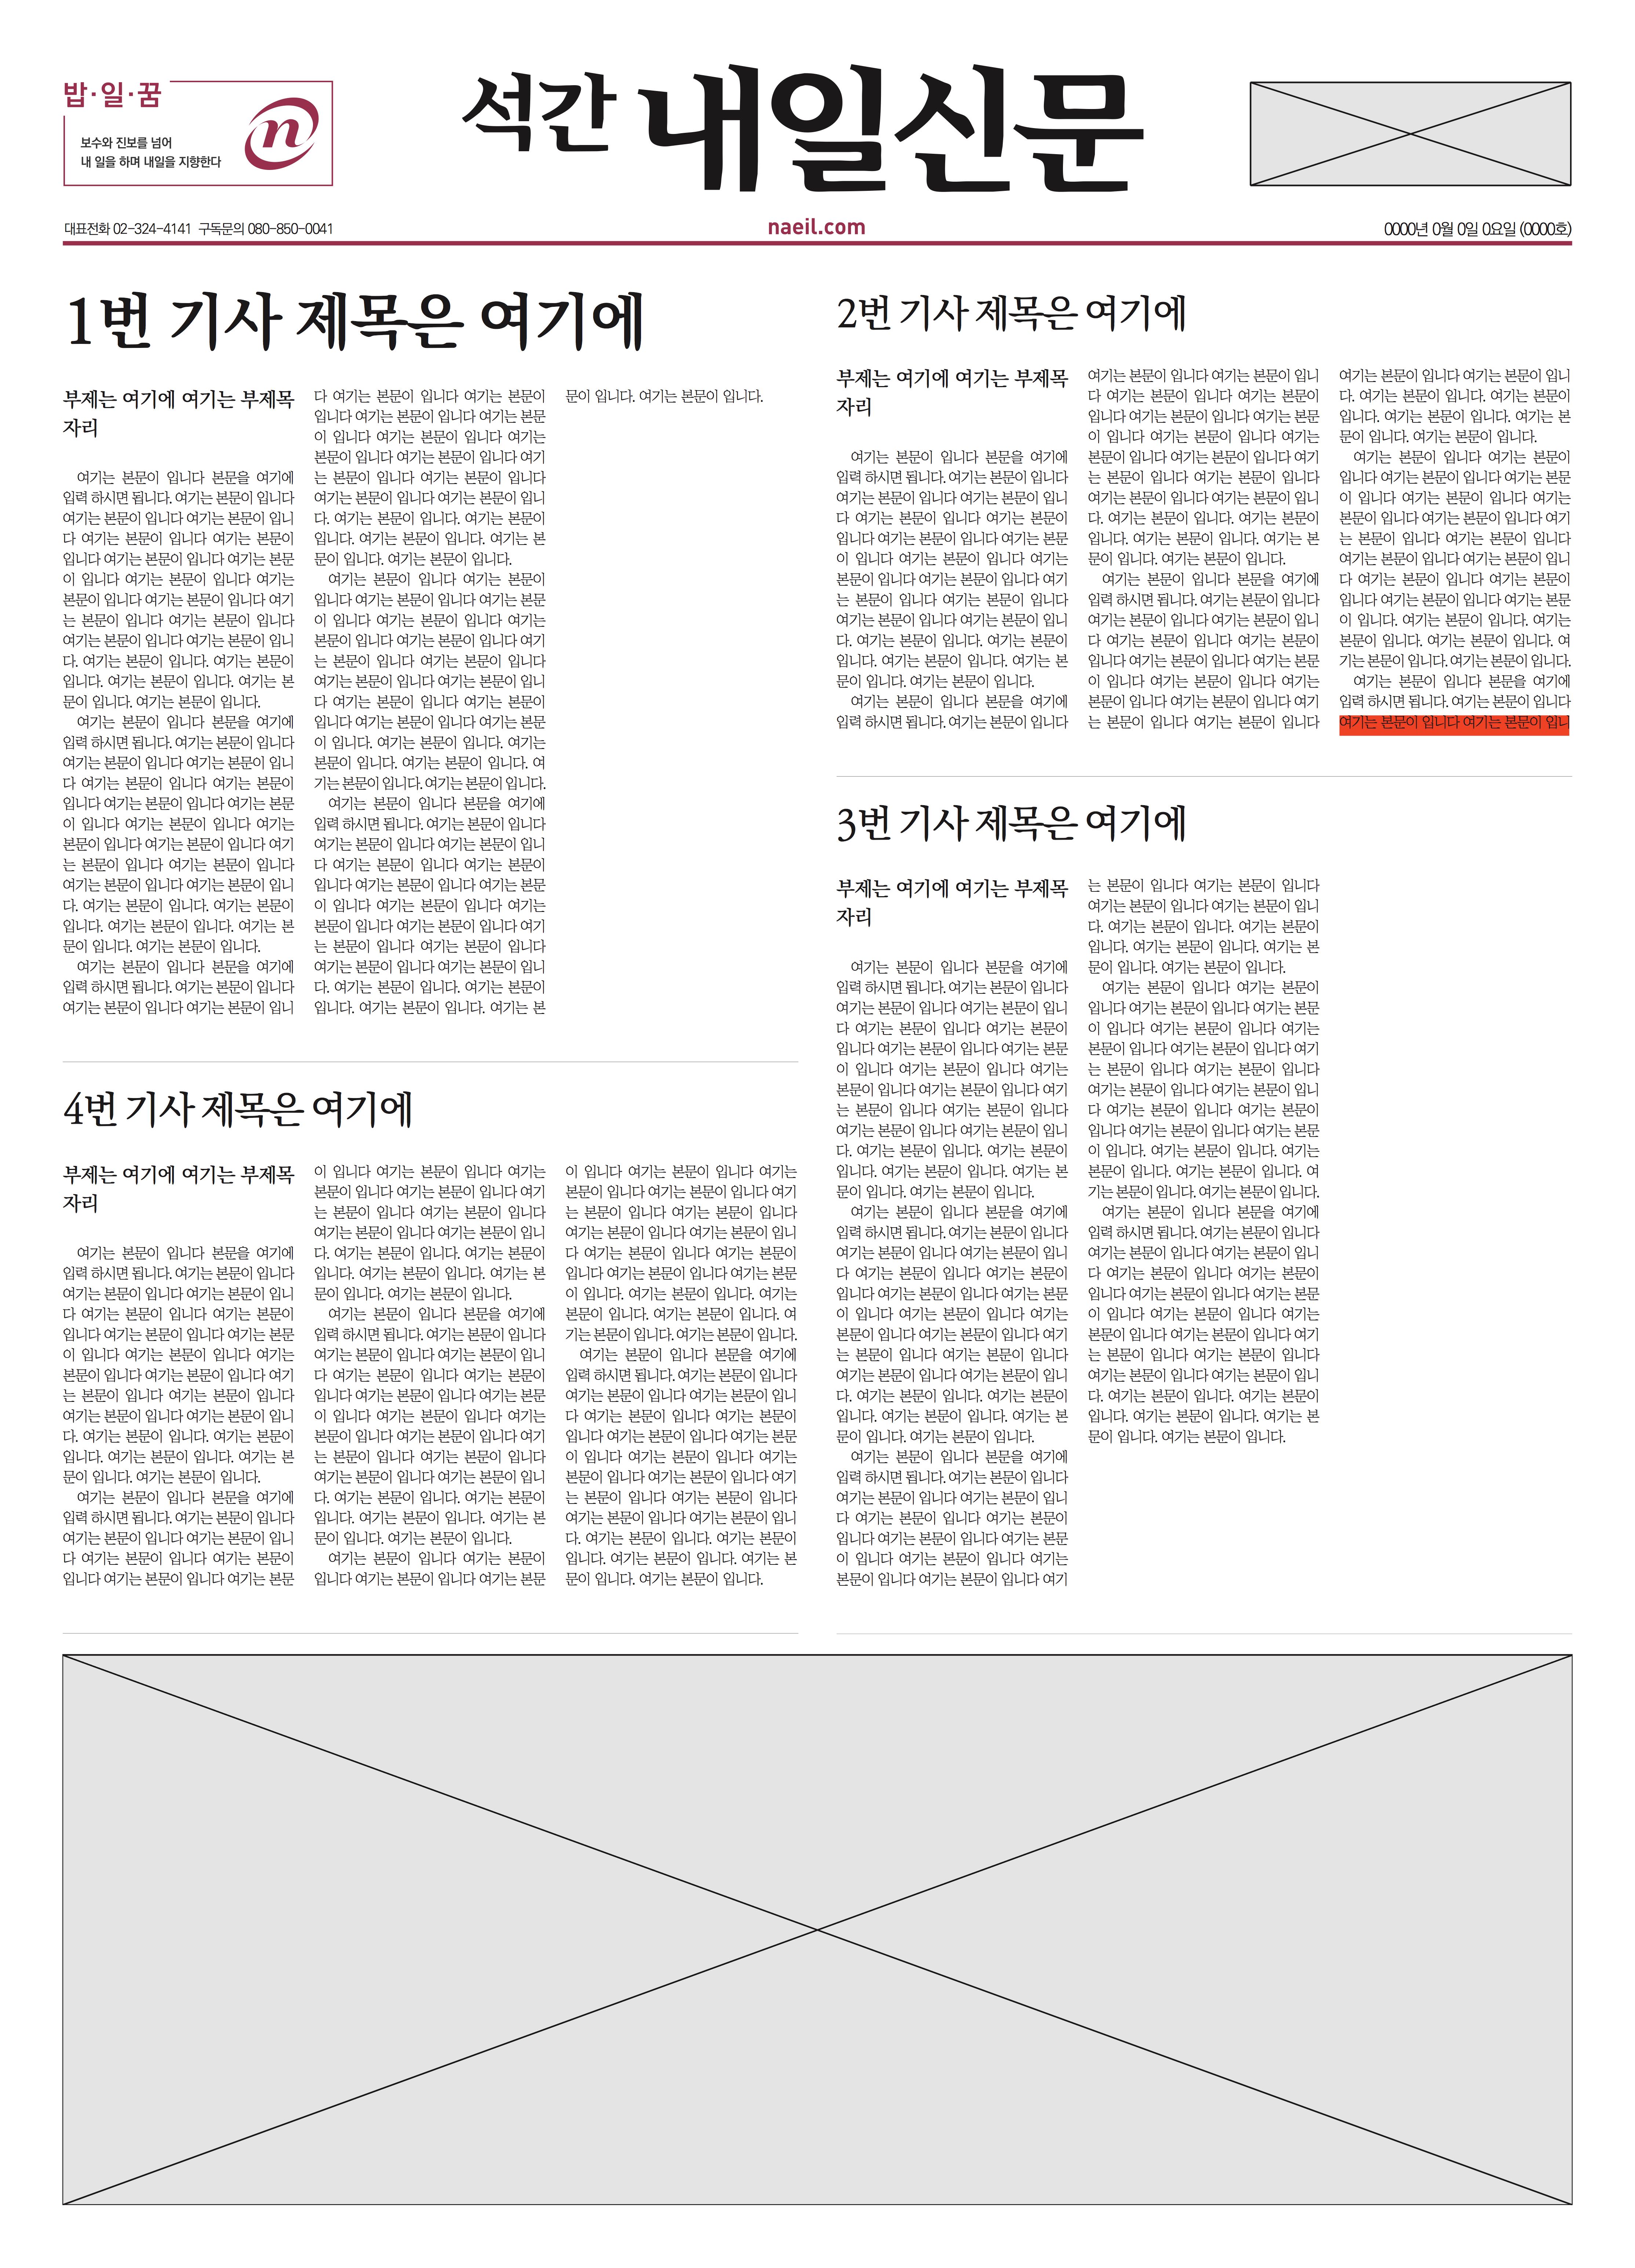 밥·일·꿈
보수와 진보를 넘어
내 일을 하며 내일을 지향한다
n
석간 내일신문
대표전화 02-324-4141 구독문의 080-850-0041
naeil.com
0000년 0월 0일 0요일 (0000호)
1번 기사 제목은 여기에
부제는 여기에 여기는 부제목
자리
여기는 본문이 입니다 본문을 여기에
입력 하시면 됩니다. 여기는 본문이 입니다
여기는 본문이 입니다 여기는 본문이 입니
다 여기는 본문이 입니다 여기는 본문이
입니다 여기는 본문이 입니다 여기는 본문
이 입니다 여기는 본문이 입니다 여기는
본문이 입니다 여기는 본문이 입니다 여기
는 본문이 입니다 여기는 본문이 입니다
여기는 본문이 입니다 여기는 본문이 입니
다. 여기는 본문이 입니다. 여기는 본문이
입니다. 여기는 본문이 입니다. 여기는 본
문이 입니다. 여기는 본문이 입니다.
여기는 본문이 입니다 본문을 여기에
입력 하시면 됩니다. 여기는 본문이 입니다
여기는 본문이 입니다 여기는 본문이 입니
다 여기는 본문이 입니다 여기는 본문이
입니다 여기는 본문이 입니다 여기는 본문
이 입니다 여기는 본문이 입니다 여기는
본문이 입니다 여기는 본문이 입니다 여기
는 본문이 입니다 여기는 본문이 입니다
여기는 본문이 입니다 여기는 본문이 입니
다. 여기는 본문이 입니다. 여기는 본문이
입니다. 여기는 본문이 입니다. 여기는 본
문이 입니다. 여기는 본문이 입니다.
여기는 본문이 입니다 본문을 여기에
입력 하시면 됩니다. 여기는 본문이 입니다
여기는 본문이 입니다 여기는 본문이 입니
다 여기는 본문이 입니다 여기는 본문이
입니다 여기는 본문이 입니다 여기는 본문
이 입니다 여기는 본문이 입니다 여기는
본문이 입니다 여기는 본문이 입니다 여기
는 본문이 입니다 여기는 본문이 입니다
여기는 본문이 입니다 여기는 본문이 입니
다. 여기는 본문이 입니다. 여기는 본문이
입니다. 여기는 본문이 입니다. 여기는 본
문이 입니다. 여기는 본문이 입니다.
여기는 본문이 입니다 여기는 본문이
입니다 여기는 본문이 입니다 여기는 본문
이 입니다 여기는 본문이 입니다 여기는
본문이 입니다 여기는 본문이 입니다 여기
는 본문이 입니다 여기는 본문이 입니다
여기는 본문이 입니다 여기는 본문이 입니
다 여기는 본문이 입니다 여기는 본문이
입니다 여기는 본문이 입니다 여기는 본문
이 입니다. 여기는 본문이 입니다. 여기는
본문이 입니다. 여기는 본문이 입니다. 여
기는 본문이 입니다. 여기는 본문이 입니다.
여기는 본문이 입니다 본문을 여기에
입력 하시면 됩니다. 여기는 본문이 입니다
여기는 본문이 입니다 여기는 본문이 입니
다 여기는 본문이 입니다 여기는 본문이
입니다 여기는 본문이 입니다 여기는 본문
이 입니다 여기는 본문이 입니다 여기는
본문이 입니다 여기는 본문이 입니다 여기
는 본문이 입니다 여기는 본문이 입니다
여기는 본문이 입니다 여기는 본문이 입니
다. 여기는 본문이 입니다. 여기는 본문이
입니다. 여기는 본문이 입니다. 여기는 본
문이 입니다. 여기는 본문이 입니다.
2번 기사 제목은 여기에
부제는 여기에 여기는 부제목
자리
여기는 본문이 입니다 본문을 여기에
입력 하시면 됩니다. 여기는 본문이 입니다
여기는 본문이 입니다 여기는 본문이 입니
다 여기는 본문이 입니다 여기는 본문이
입니다 여기는 본문이 입니다 여기는 본문
이 입니다 여기는 본문이 입니다 여기는
본문이 입니다 여기는 본문이 입니다 여기
는 본문이 입니다 여기는 본문이 입니다
여기는 본문이 입니다 여기는 본문이 입니
다. 여기는 본문이 입니다. 여기는 본문이
입니다. 여기는 본문이 입니다. 여기는 본
문이 입니다. 여기는 본문이 입니다.
여기는 본문이 입니다 본문을 여기에
입력 하시면 됩니다. 여기는 본문이 입니다
여기는 본문이 입니다 여기는 본문이 입니
다 여기는 본문이 입니다 여기는 본문이
입니다 여기는 본문이 입니다 여기는 본문
이 입니다 여기는 본문이 입니다 여기는
본문이 입니다 여기는 본문이 입니다 여기
는 본문이 입니다 여기는 본문이 입니다
여기는 본문이 입니다 여기는 본문이 입니
다. 여기는 본문이 입니다. 여기는 본문이
입니다. 여기는 본문이 입니다. 여기는 본
문이 입니다. 여기는 본문이 입니다.
여기는 본문이 입니다 본문을 여기에
입력 하시면 됩니다. 여기는 본문이 입니다
여기는 본문이 입니다 여기는 본문이 입니
다 여기는 본문이 입니다 여기는 본문이
입니다 여기는 본문이 입니다 여기는 본문
이 입니다 여기는 본문이 입니다 여기는
본문이 입니다 여기는 본문이 입니다 여기
는 본문이 입니다 여기는 본문이 입니다
여기는 본문이 입니다 여기는 본문이 입니
다. 여기는 본문이 입니다. 여기는 본문이
입니다. 여기는 본문이 입니다. 여기는 본
문이 입니다. 여기는 본문이 입니다.
여기는 본문이 입니다 여기는 본문이
입니다 여기는 본문이 입니다 여기는 본문
이 입니다 여기는 본문이 입니다 여기는
본문이 입니다 여기는 본문이 입니다 여기
는 본문이 입니다 여기는 본문이 입니다
여기는 본문이 입니다 여기는 본문이 입니
다 여기는 본문이 입니다 여기는 본문이
입니다 여기는 본문이 입니다 여기는 본문
이 입니다. 여기는 본문이 입니다. 여기는
본문이 입니다. 여기는 본문이 입니다. 여
기는 본문이 입니다. 여기는 본문이 입니다.
여기는 본문이 입니다 본문을 여기에
입력 하시면 됩니다. 여기는 본문이 입니다
여기는 본문이 입니다 여기는 본문이 입니
3번 기사 제목은 여기에
부제는 여기에 여기는 부제목
자리
여기는 본문이 입니다 본문을 여기에
입력 하시면 됩니다. 여기는 본문이 입니다
여기는 본문이 입니다 여기는 본문이 입니
다 여기는 본문이 입니다 여기는 본문이
입니다 여기는 본문이 입니다 여기는 본문
이 입니다 여기는 본문이 입니다 여기는
본문이 입니다 여기는 본문이 입니다 여기
는 본문이 입니다 여기는 본문이 입니다
여기는 본문이 입니다 여기는 본문이 입니
다. 여기는 본문이 입니다. 여기는 본문이
입니다. 여기는 본문이 입니다. 여기는 본
문이 입니다. 여기는 본문이 입니다.
여기는 본문이 입니다 본문을 여기에
입력 하시면 됩니다. 여기는 본문이 입니다
여기는 본문이 입니다 여기는 본문이 입니
다 여기는 본문이 입니다 여기는 본문이
입니다 여기는 본문이 입니다 여기는 본문
이 입니다 여기는 본문이 입니다 여기는
본문이 입니다 여기는 본문이 입니다 여기
는 본문이 입니다 여기는 본문이 입니다
여기는 본문이 입니다 여기는 본문이 입니
다. 여기는 본문이 입니다. 여기는 본문이
입니다. 여기는 본문이 입니다. 여기는 본
문이 입니다. 여기는 본문이 입니다.
여기는 본문이 입니다 본문을 여기에
입력 하시면 됩니다. 여기는 본문이 입니다
여기는 본문이 입니다 여기는 본문이 입니
다 여기는 본문이 입니다 여기는 본문이
입니다 여기는 본문이 입니다 여기는 본문
이 입니다 여기는 본문이 입니다 여기는
본문이 입니다 여기는 본문이 입니다 여기
는 본문이 입니다 여기는 본문이 입니다
여기는 본문이 입니다 여기는 본문이 입니
다. 여기는 본문이 입니다. 여기는 본문이
입니다. 여기는 본문이 입니다. 여기는 본
문이 입니다. 여기는 본문이 입니다.
여기는 본문이 입니다 여기는 본문이
입니다 여기는 본문이 입니다 여기는 본문
이 입니다 여기는 본문이 입니다 여기는
본문이 입니다 여기는 본문이 입니다 여기
는 본문이 입니다 여기는 본문이 입니다
여기는 본문이 입니다 여기는 본문이 입니
다 여기는 본문이 입니다 여기는 본문이
입니다 여기는 본문이 입니다 여기는 본문
이 입니다. 여기는 본문이 입니다. 여기는
본문이 입니다. 여기는 본문이 입니다. 여
기는 본문이 입니다. 여기는 본문이 입니다.
여기는 본문이 입니다 본문을 여기에
입력 하시면 됩니다. 여기는 본문이 입니다
여기는 본문이 입니다 여기는 본문이 입니
다 여기는 본문이 입니다 여기는 본문이
입니다 여기는 본문이 입니다 여기는 본문
이 입니다 여기는 본문이 입니다 여기는
본문이 입니다 여기는 본문이 입니다 여기
는 본문이 입니다 여기는 본문이 입니다
여기는 본문이 입니다 여기는 본문이 입니
다. 여기는 본문이 입니다. 여기는 본문이
입니다. 여기는 본문이 입니다. 여기는 본
문이 입니다. 여기는 본문이 입니다.
4번 기사 제목은 여기에
부제는 여기에 여기는 부제목
자리
여기는 본문이 입니다 본문을 여기에
입력 하시면 됩니다. 여기는 본문이 입니다
여기는 본문이 입니다 여기는 본문이 입니
다 여기는 본문이 입니다 여기는 본문이
입니다 여기는 본문이 입니다 여기는 본문
이 입니다 여기는 본문이 입니다 여기는
본문이 입니다 여기는 본문이 입니다 여기
는 본문이 입니다 여기는 본문이 입니다
여기는 본문이 입니다 여기는 본문이 입니
다. 여기는 본문이 입니다. 여기는 본문이
입니다. 여기는 본문이 입니다. 여기는 본
문이 입니다. 여기는 본문이 입니다.
여기는 본문이 입니다 본문을 여기에
입력 하시면 됩니다. 여기는 본문이 입니다
여기는 본문이 입니다 여기는 본문이 입니
다 여기는 본문이 입니다 여기는 본문이
입니다 여기는 본문이 입니다 여기는 본문
이 입니다 여기는 본문이 입니다 여기는
본문이 입니다 여기는 본문이 입니다 여기
는 본문이 입니다 여기는 본문이 입니다
여기는 본문이 입니다 여기는 본문이 입니
다. 여기는 본문이 입니다. 여기는 본문이
입니다. 여기는 본문이 입니다. 여기는 본
문이 입니다. 여기는 본문이 입니다.
여기는 본문이 입니다 본문을 여기에
입력 하시면 됩니다. 여기는 본문이 입니다
여기는 본문이 입니다 여기는 본문이 입니
다 여기는 본문이 입니다 여기는 본문이
입니다 여기는 본문이 입니다 여기는 본문
이 입니다 여기는 본문이 입니다 여기는
본문이 입니다 여기는 본문이 입니다 여기
는 본문이 입니다 여기는 본문이 입니다
여기는 본문이 입니다 여기는 본문이 입니
다. 여기는 본문이 입니다. 여기는 본문이
입니다. 여기는 본문이 입니다. 여기는 본
문이 입니다. 여기는 본문이 입니다.
여기는 본문이 입니다 여기는 본문이
입니다 여기는 본문이 입니다 여기는 본문
이 입니다 여기는 본문이 입니다 여기는
본문이 입니다 여기는 본문이 입니다 여기
는 본문이 입니다 여기는 본문이 입니다
여기는 본문이 입니다 여기는 본문이 입니
다 여기는 본문이 입니다 여기는 본문이
입니다 여기는 본문이 입니다 여기는 본문
이 입니다. 여기는 본문이 입니다. 여기는
본문이 입니다. 여기는 본문이 입니다. 여
기는 본문이 입니다. 여기는 본문이 입니다.
여기는 본문이 입니다 본문을 여기에
입력 하시면 됩니다. 여기는 본문이 입니다
여기는 본문이 입니다 여기는 본문이 입니
다 여기는 본문이 입니다 여기는 본문이
입니다 여기는 본문이 입니다 여기는 본문
이 입니다 여기는 본문이 입니다 여기는
본문이 입니다 여기는 본문이 입니다 여기
는 본문이 입니다 여기는 본문이 입니다
여기는 본문이 입니다 여기는 본문이 입니
다. 여기는 본문이 입니다. 여기는 본문이
입니다. 여기는 본문이 입니다. 여기는 본
문이 입니다. 여기는 본문이 입니다.